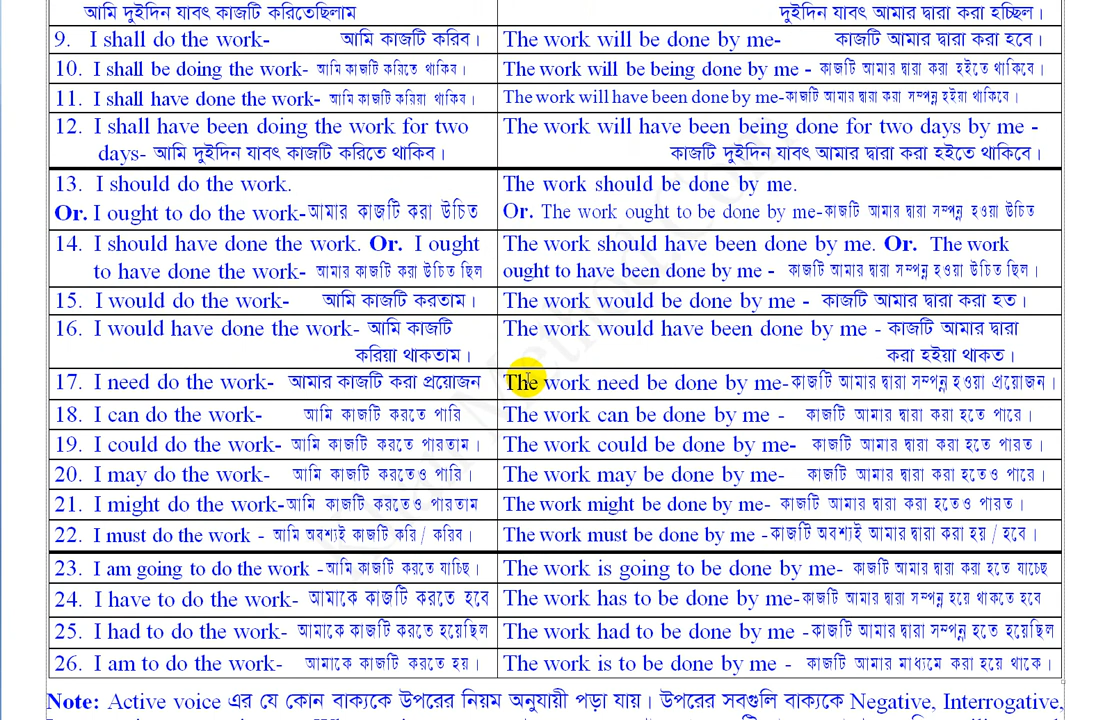 আমি দুইদিন যাবৎ কাজটি করিতেছিলাম	দুইদিন যাবৎ আমার দ্বারা করা হচ্ছিল।
9. I shall do the work- আমি কাজটি করিব।	The work will be done by me- কাজটি আমার দ্বারা করা হবে।
10. I shall be doing the work- আমি কাজটি করিতে থাকিব।	The work will be being done by me - কাজটি আমার দ্বারা করা হইতে থাকিবে।
11. I shall have done the work- আমি কাজটি করিয়া থাকিব।	The work will have been done by me-কাজটি আমার দ্বারা করা সম্পন্ন হইয়া থাকিবে।
12. I shall have been doing the work for two	The work will have been being done for two days by me -
days- আমি দুইদিন যাবৎ কাজটি করিতে থাকিব।	কাজটি দুইদিন যাবৎ আমার দ্বারা করা হইতে থাকিবে।
13. I should do the work.	The work should be done by me.
Or. I ought to do the work-আমার কাজটি করা উচিত	Or. The work ought to be done by me-কাজটি আমার দ্বারা সম্পন্ন হওয়া উচিত
14. I should have done the work. Or. I ought	The work should have been done by me. Or. The work
to have done the work- আমার কাজটি করা উচিত ছিল	ought to have been done by me - কাজটি আমার দ্বারা সম্পন্ন হওয়া উচিত ছিল।
15. I would do the work- আমি কাজটি করতাম।	The work would be done by me - কাজটি আমার দ্বারা করা হত।
16. I would have done the work- আমি কাজটি	The work would have been done by me - কাজটি আমার দ্বারা
করিয়া থাকতাম।	করা হইয়া থাকত।
17. I need do the work- আমার কাজটি করা প্রয়োজন	The work need be done by me-কাজটি আমার দ্বারা সম্পন্ন হওয়া প্রয়োজন।
18. I can do the work- আমি কাজটি করতে পারি	The work can be done by me - কাজটি আমার দ্বারা করা হতে পারে।
19. I could do the work- আমি কাজটি করতে পারতাম।	The work could be done by me- কাজটি আমার দ্বারা করা হতে পারত।
20. I may do the work- আমি কাজটি করতেও পারি।	The work may be done by me- কাজটি আমার দ্বারা করা হতেও পারে।
21. I might do the work-আমি কাজটি করতেও পারতাম	The work might be done by me- কাজটি আমার দ্বারা করা হতেও পারত।
22. I must do the work - আমি অবশ্যই কাজটি করি / করিব।	The work must be done by me -কাজটি অবশ্যই আমার দ্বারা করা হয় / হবে।
23. I am going to do the work -আমি কাজটি করতে যাচ্ছি।	The work is going to be done by me- কাজটি আমার দ্বারা করা হতে যাচ্ছে
24. I have to do the work- আমাকে কাজটি করতে হবে	The work has to be done by me-কাজটি আমার দ্বারা সম্পন্ন হয়ে থাকতে হবে
25. I had to do the work- আমাকে কাজটি করতে হয়েছিল	The work had to be done by me -কাজটি আমার দ্বারা সম্পন্ন হতে হয়েছিল
26. I am to do the work- আমাকে কাজটি করতে হয়।	The work is to be done by me - কাজটি আমার মাধ্যমে করা হয়ে থাকে।
Note: Active voice এর যে কোন বাক্যকে উপরের নিয়ম অনুযায়ী পড়া যায়। উপরের সবগুলি বাক্যকে Negative, Interrogative,